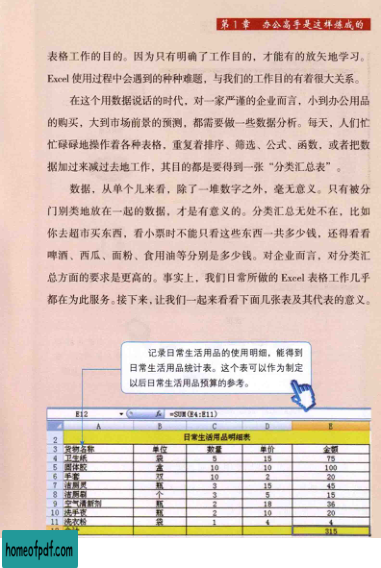 第1章 办公高手是这样炼成的
表格工作的目的。因为只有明确了工作目的，才能有的放矢地学习。
Excel 使用过程中会遇到的种种难题，与我们的工作目的有着很大关系。
在这个用数据说话的时代，对一家严谨的企业而言，小到办公用品
的购买，大到市场前景的预测，都需要做一些数据分析。每天，人们忙
忙碌碌地操作着各种表格，重复着排序、筛选、公式、函数，或者把数
据加过来减过去地工作，其目的都是要得到一张“分类汇总表”。
数据，从单个儿来看，除了一堆数字之外，毫无意义。只有被分
门别类地放在一起的数据，才是有意义的。分类汇总无处不在，比如
你去超市买东西，看小票时不能只看这些东西一共多少钱，还得看看
啤酒、西瓜、面粉、食用油等分别是多少钱。对企业而言，对分类汇
总方面的要求是更高的。事实上，我们日常所做的 Excel 表格工作几乎
都在为此服务。接下来，让我们一起来看看下面几张表及其代表的意义。
记录日常生活用品的使用明细，能得到
日常生活用品统计表。这个表可以作为制定
以后日常生活用品预算的参考。
E12 fx =SUM(E4:E11)
A B C D E
2 日常生活用品明细表
3 货物名称 单位 数量 单价 金额
4 卫生纸 袋 5 15 75
5 固体胶 盒 10 10 100
6 手套 双 10 2 20
7 洁厕灵 瓶 3 15 45
8 洁厕刷 个 3 5 15
9 空气清新剂 瓶 2 18 36
10 洗手液 瓶 2 10 20
11 洗衣粉 袋 1 4 4
315
homeofpdf.com